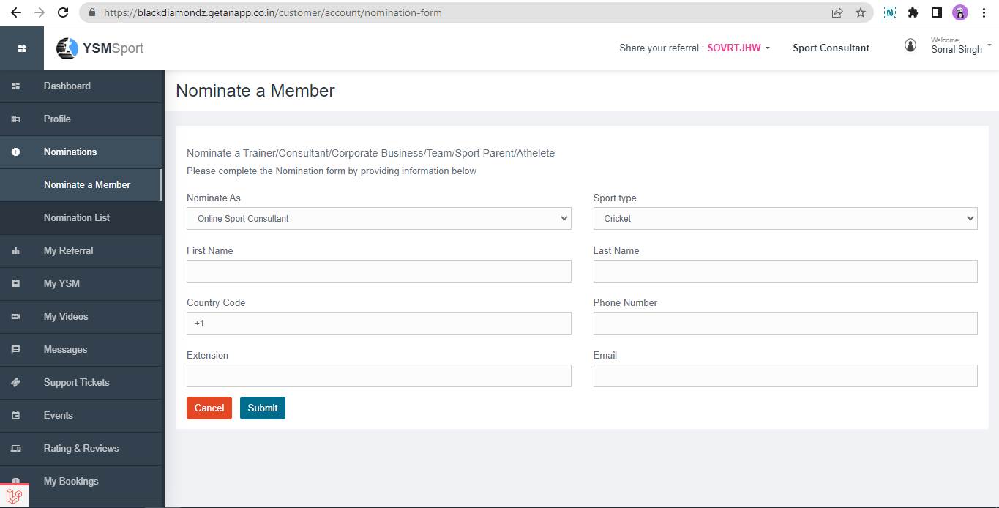 https://blackdiamondz.getanapp.co.in/customer/account/nomination-form
YSMSport
Share your referral : SOVRTJHW
Sport Consultant
Welcome,
Sonal Singh
Dashboard
Profile
Nominations
Nominate a Member
Nomination List
My Referral
My YSM
My Videos
Messages
Support Tickets
Events
Rating & Reviews
My Bookings
Nominate a Member
Nominate a Trainer/Consultant/Corporate Business/Team/Sport Parent/Athelete
Please complete the Nomination form by providing information below
Nominate As
Sport type
Online Sport Consultant
Cricket
First Name
Last Name
Country Code
Phone Number
+1
Extension
Email
Cancel
Submit